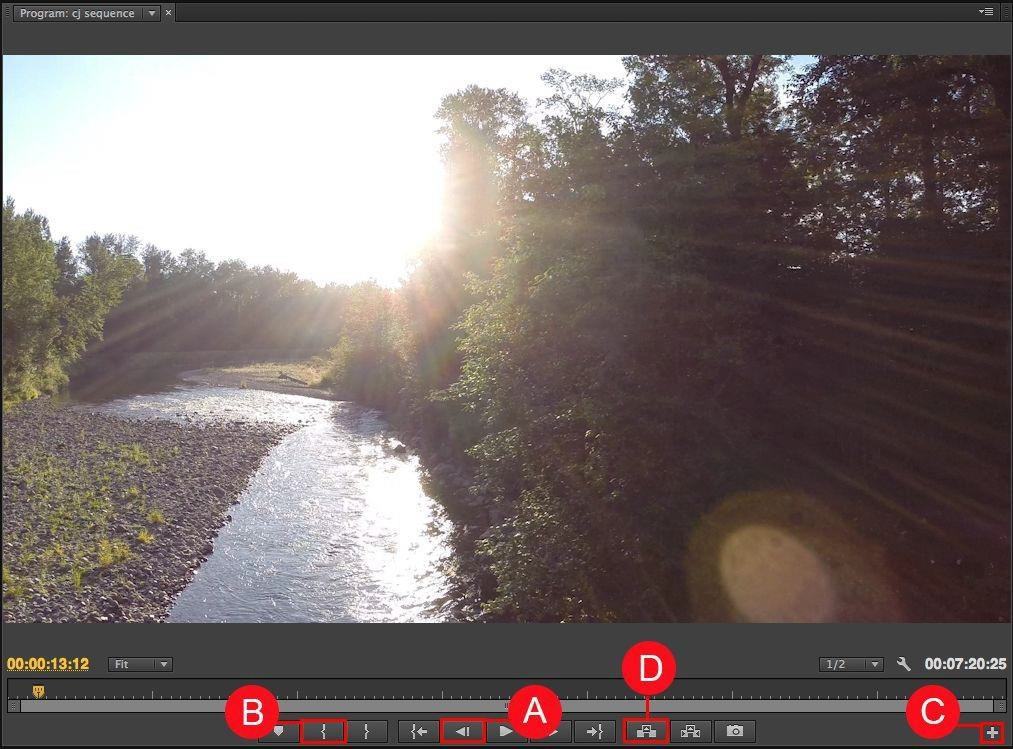 Program: cj sequence
00:00:13:12
Fit
1/2
00:07:20:25
B
A
D
C